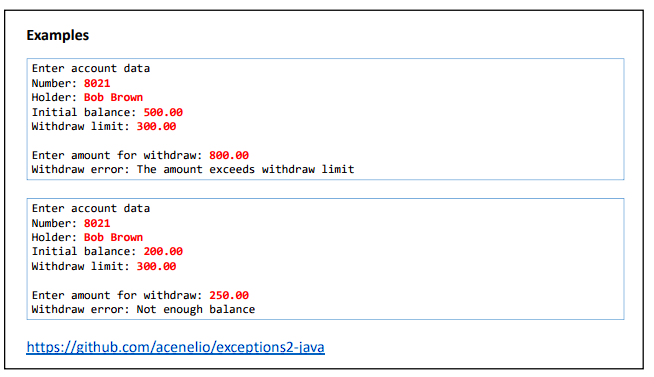 Examples
Enter account data
Number: 8021
Holder: Bob Brown
Initial balance: 500.00
Withdraw limit: 300.00
Enter amount for withdraw: 800.00
Withdraw error: The amount exceeds withdraw limit
Enter account data
Number: 8021
Holder: Bob Brown
Initial balance: 200.00
Withdraw limit: 300.00
Enter amount for withdraw: 250.00
Withdraw error: Not enough balance
https://github.com/acenelio/exceptions2-java